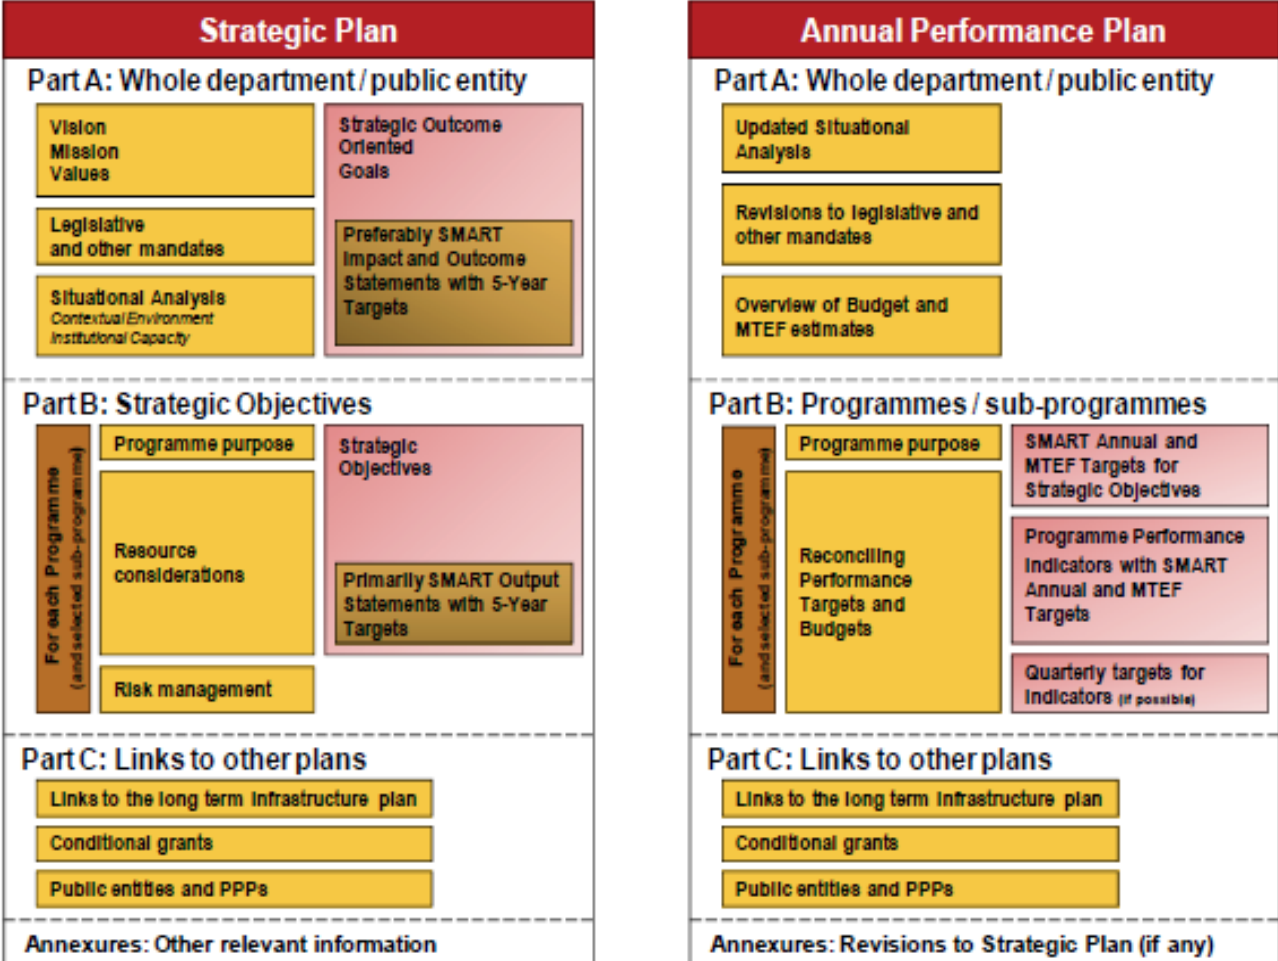 Strategic Plan
Part A: Whole department / public entity
Vision
Mission
Values
Legislative
and other mandates
Situational Analysis
Contextual Environment
Institutional Capacity
Strategic Outcome
Oriented
Goals
Preferably SMART
Impact and Outcome
Statements with 5-Year
Targets
Part B: Strategic Objectives
For each Programme
(and selected sub-programme)
Programme purpose
Resource
considerations
Risk management
Strategic
Objectives
Primarily SMART Output
Statements with 5-Year
Targets
Part C: Links to other plans
Links to the long term infrastructure plan
Conditional grants
Public entities and PPPs
Annexures: Other relevant information
Annual Performance Plan
Part A: Whole department / public entity
Updated Situational
Analysis
Revisions to legislative and
other mandates
Overview of Budget and
MTEF estimates
Part B: Programmes / sub-programmes
For each Programme
(and selected sub-programme)
Programme purpose
Reconciling
Performance
Targets and
Budgets
SMART Annual and
MTEF Targets for
Strategic Objectives
Programme Performance
Indicators with SMART
Annual and MTEF
Targets
Quarterly targets for
Indicators (if possible)
Part C: Links to other plans
Links to the long term infrastructure plan
Conditional grants
Public entities and PPPs
Annexures: Revisions to Strategic Plan (if any)